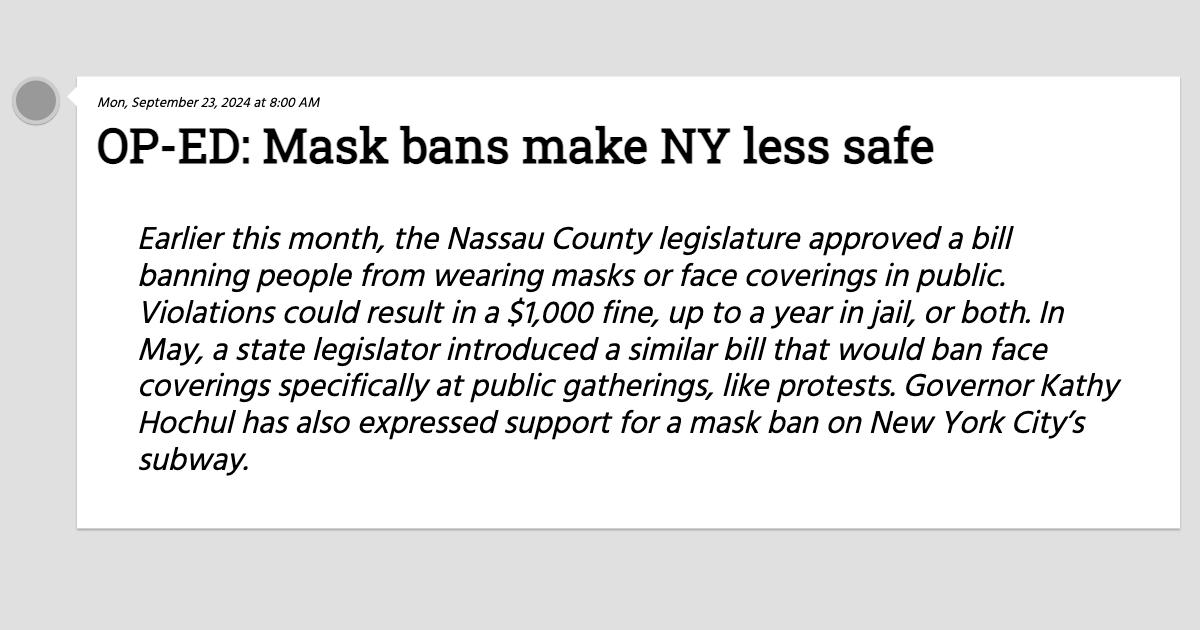 Mon, September 23, 2024 at 8:00 AM
OP-ED: Mask bans make NY less safe
Earlier this month, the Nassau County legislature approved a bill
banning people from wearing masks or face coverings in public.
Violations could result in a $1,000 fine, up to a year in jail, or both. In
May, a state legislator introduced a similar bill that would ban face
coverings specifically at public gatherings, like protests. Governor Kathy
Hochul has also expressed support for a mask ban on New York City’s
subway.